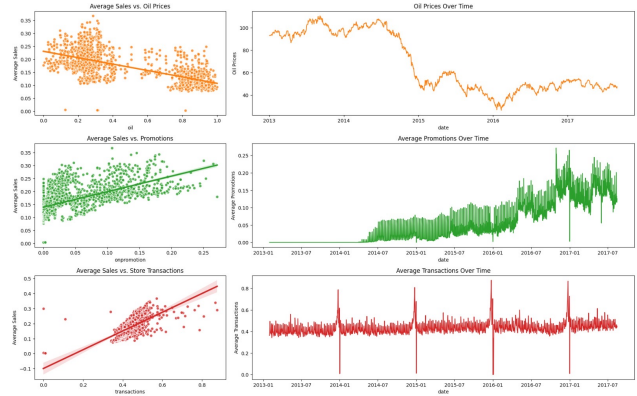 Average Sales vs. Oil Prices
Average Sales
0.35
0.30
0.25
0.20
0.15
0.10
0.05
0.00
0.0 0.2 0.4 0.6 0.8 1.0
oil
Oil Prices Over Time
Oil Prices
100
80
60
40
2013 2014 2015 2016 2017
date
Average Sales vs. Promotions
Average Sales
0.35
0.30
0.25
0.20
0.15
0.10
0.05
0.00
0.00 0.05 0.10 0.15 0.20 0.25
onpromotion
Average Promotions Over Time
Average Promotions
0.25
0.20
0.15
0.10
0.05
0.00
2013-01 2013-07 2014-01 2014-07 2015-01 2015-07 2016-01 2016-07 2017-01 2017-07
date
Average Sales vs. Store Transactions
Average Sales
0.5
0.4
0.3
0.2
0.1
0.0
−0.1
0.0 0.2 0.4 0.6 0.8
transactions
Average Transactions Over Time
Average Transactions
0.8
0.6
0.4
0.2
0.0
2013-01 2013-07 2014-01 2014-07 2015-01 2015-07 2016-01 2016-07 2017-01 2017-07
date